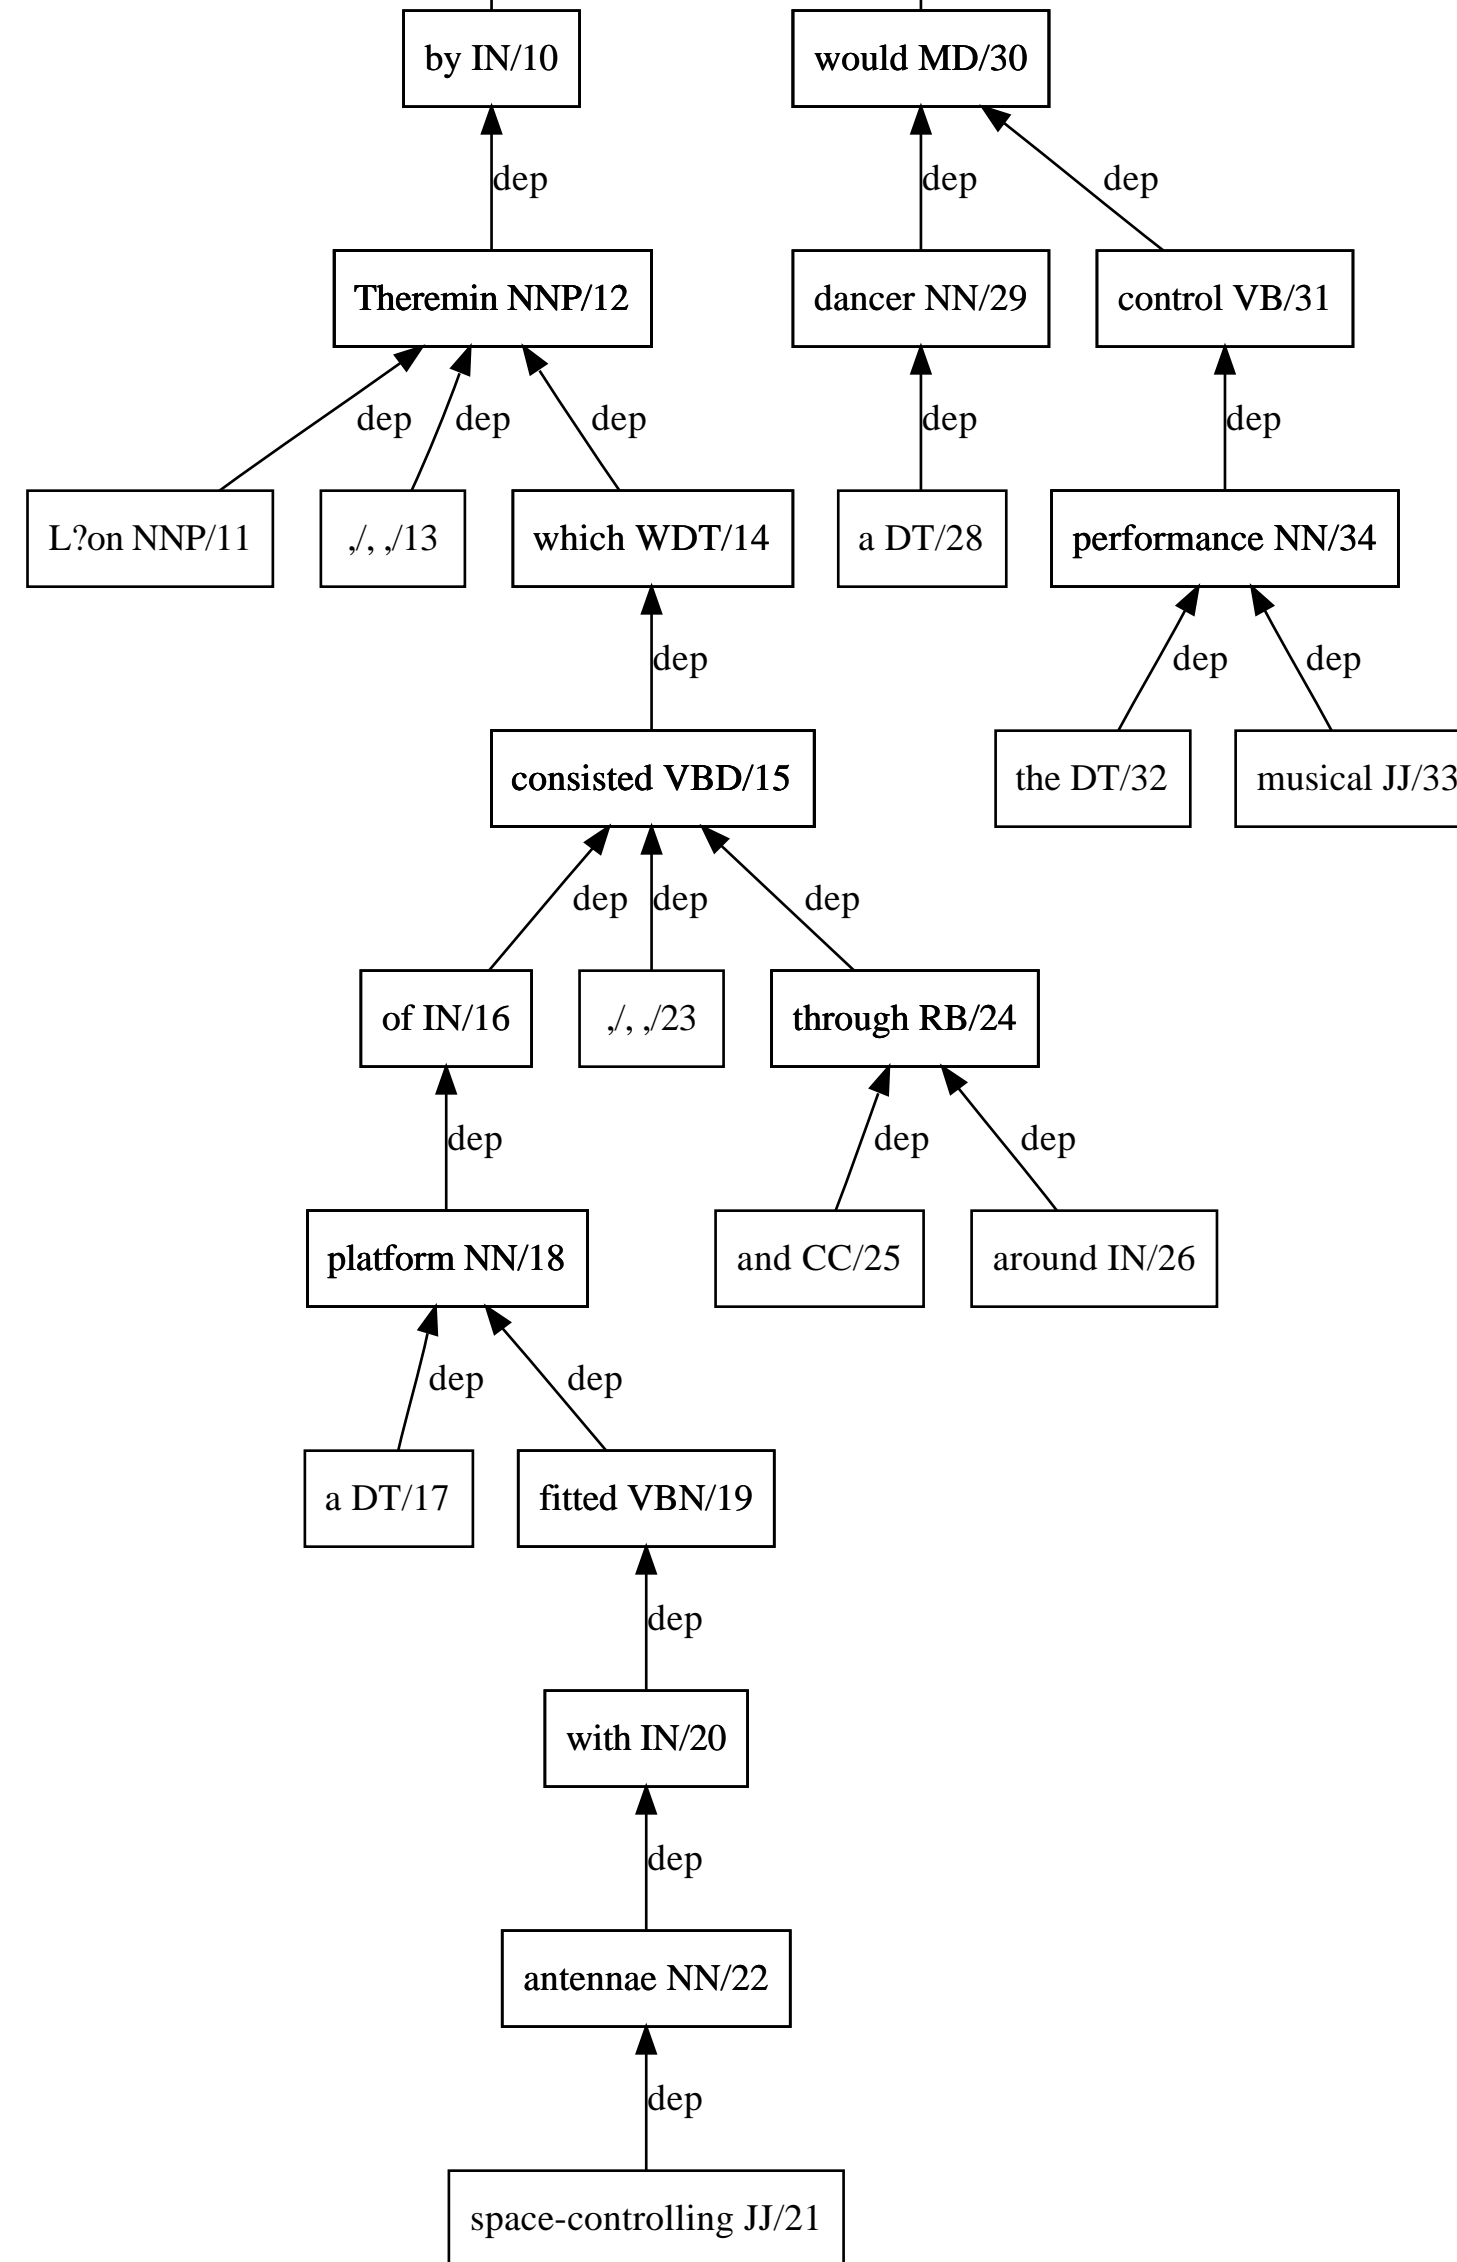 by IN/10 would MD/30
dep dep dep
Theremin NNP/12 dancer NN/29 control VB/31
dep dep dep dep dep
L?on NNP/11 ,/, ,/13 which WDT/14 a DT/28 performance NN/34
dep dep dep
consisted VBD/15 the DT/32 musical JJ/33
dep dep dep
of IN/16 ,/, ,/23 through RB/24
dep dep dep
platform NN/18 and CC/25 around IN/26
dep dep
a DT/17 fitted VBN/19
dep
with IN/20
dep
antennae NN/22
dep
space-controlling JJ/21